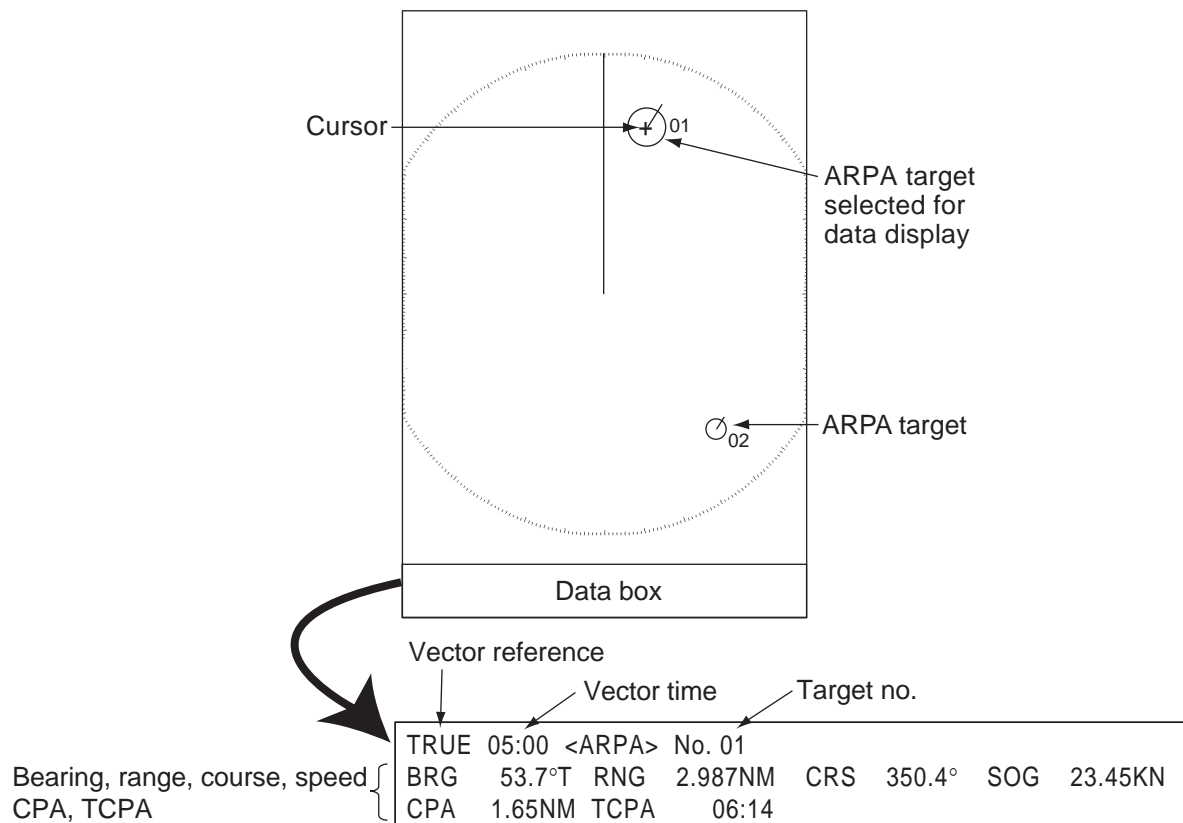 Cursor
01
ARPA target
selected for
data display
02
ARPA target
Data box
Vector reference
Vector time
Target no.
TRUE 05:00 <ARPA> No. 01
Bearing, range, course, speed
BRG 53.7°T RNG 2.987NM CRS 350.4° SOG 23.45KN
CPA, TCPA
CPA 1.65NM TCPA 06:14